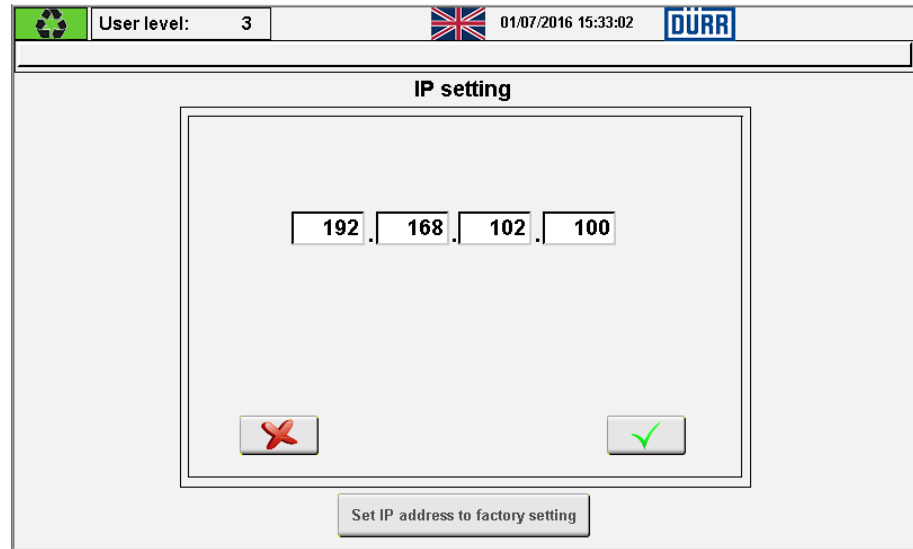 User level: 3 01/07/2016 15:33:02 DÜRR
IP setting
192 . 168 . 102 . 100
Set IP address to factory setting